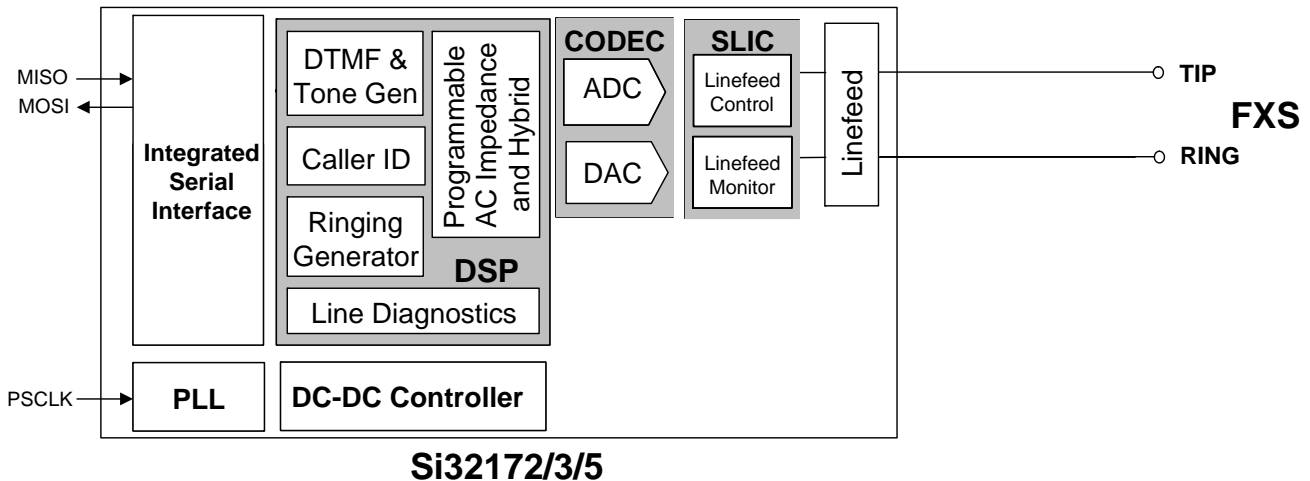 MISO
MOSI
PSCLK
Integrated
Serial
Interface
PLL
DTMF &
Tone Gen
Caller ID
Ringing
Generator
Line Diagnostics
Programmable
AC Impedance
and Hybrid
DSP
DC-DC Controller
CODEC
ADC
DAC
SLIC
Linefeed
Control
Linefeed
Monitor
Linefeed
TIP
FXS
RING
Si32172/3/5